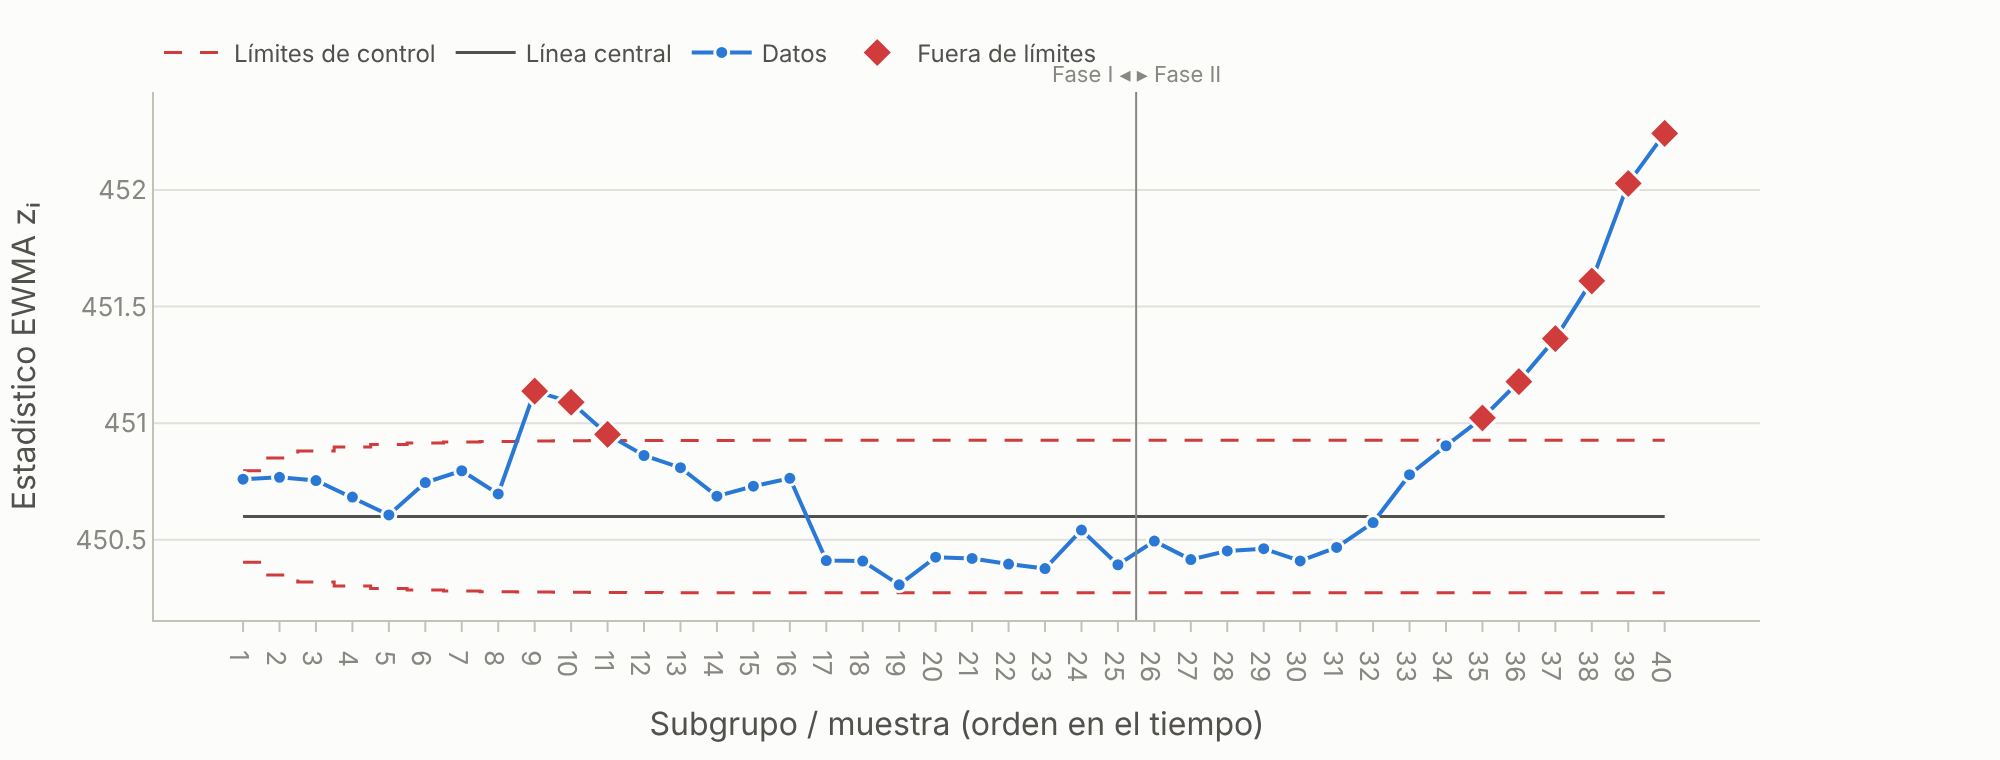 Límites de control Línea central Datos Fuera de límites
Fase I ◂ ▸ Fase II
Estadístico EWMA zᵢ
452
451.5
451
450.5
1 2 3 4 5 6 7 8 9 10 11 12 13 14 15 16 17 18 19 20 21 22 23 24 25 26 27 28 29 30 31 32 33 34 35 36 37 38 39 40
Subgrupo / muestra (orden en el tiempo)